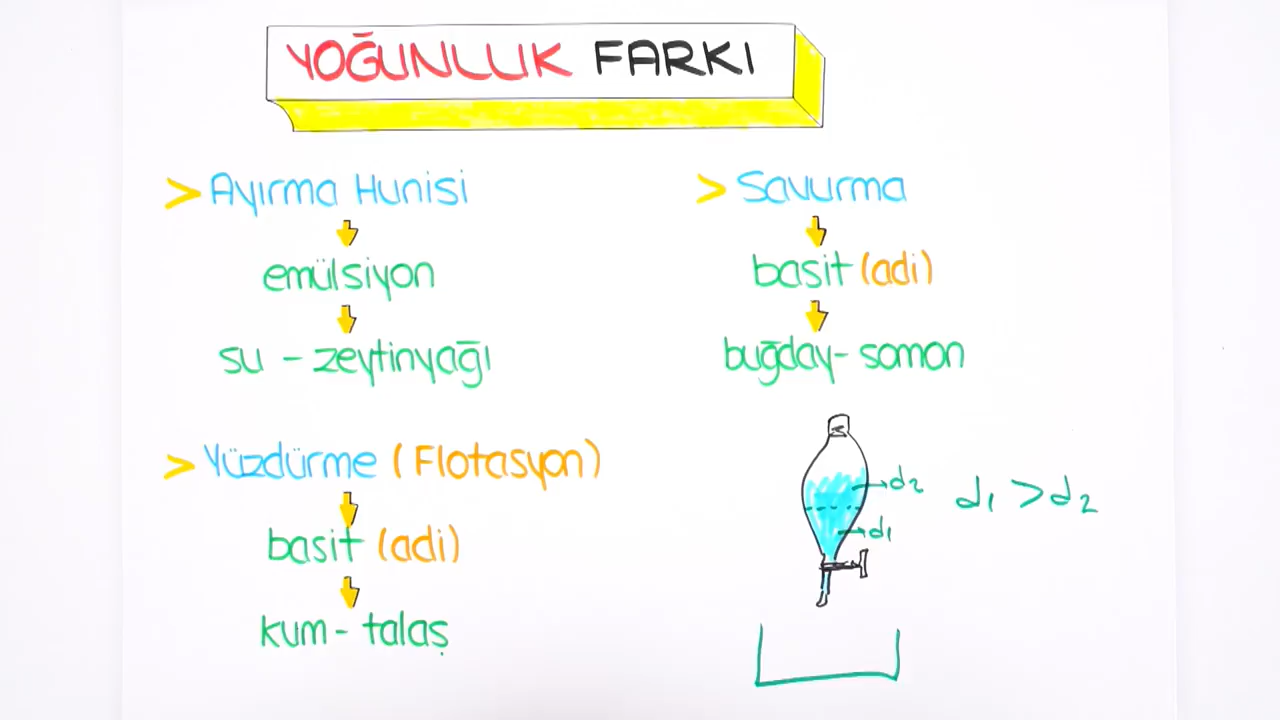 YOĞUNLUK FARKI
> Ayırma Hunisi
emülsiyon
su - zeytinyağı
> Yüzdürme (Flotasyon)
basit (adi)
kum - talaş
> Savurma
basit (adi)
buğday - saman
d2
d1
d1 > d2